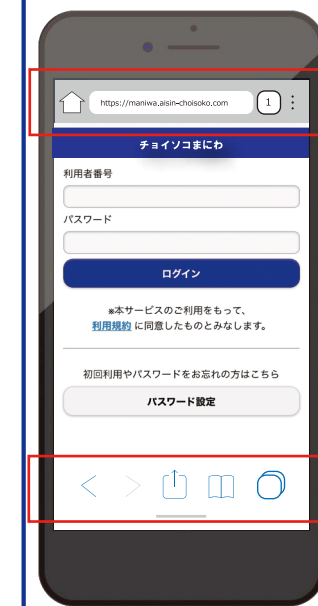 https://maniwa.aisin-choisoko.com
1
チョイソコまにわ
利用者番号
パスワード
ログイン
※本サービスのご利用をもって、
利用規約 に同意したものとみなします。
初回利用やパスワードをお忘れの方はこちら
パスワード設定